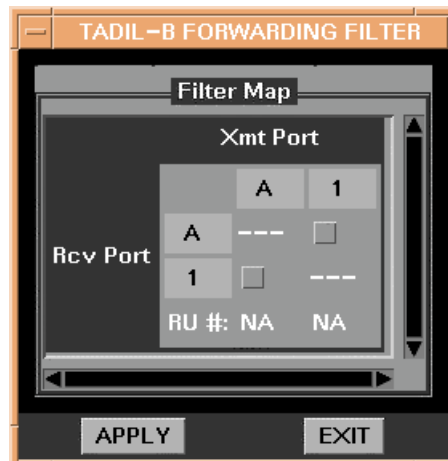 TADIL-B FORWARDING FILTER
Filter Map
Xmt Port
A 1
Rcv Port
A ---
1 ---
RU #: NA NA
APPLY EXIT